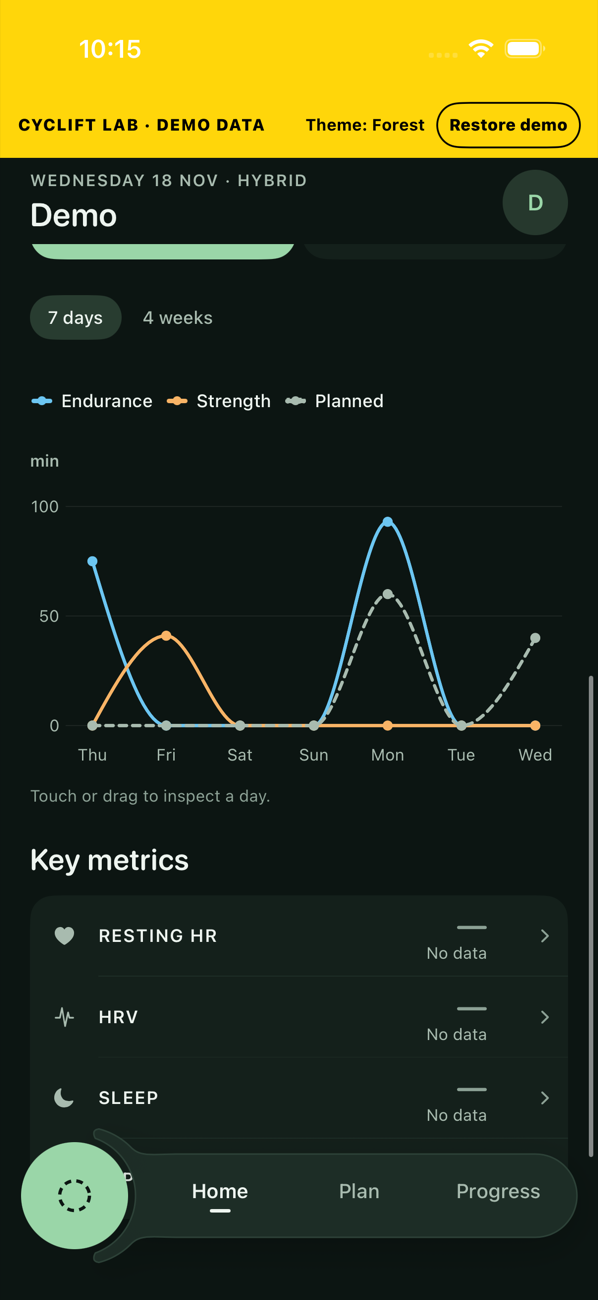 10:15
CYCLIFT LAB · DEMO DATA Theme: Forest Restore demo
WEDNESDAY 18 NOV · HYBRID
Demo
D
7 days 4 weeks
Endurance Strength Planned
min
100
50
0
Thu Fri Sat Sun Mon Tue Wed
Touch or drag to inspect a day.
Key metrics
RESTING HR
No data
HRV
No data
SLEEP
No data
Home Plan Progress